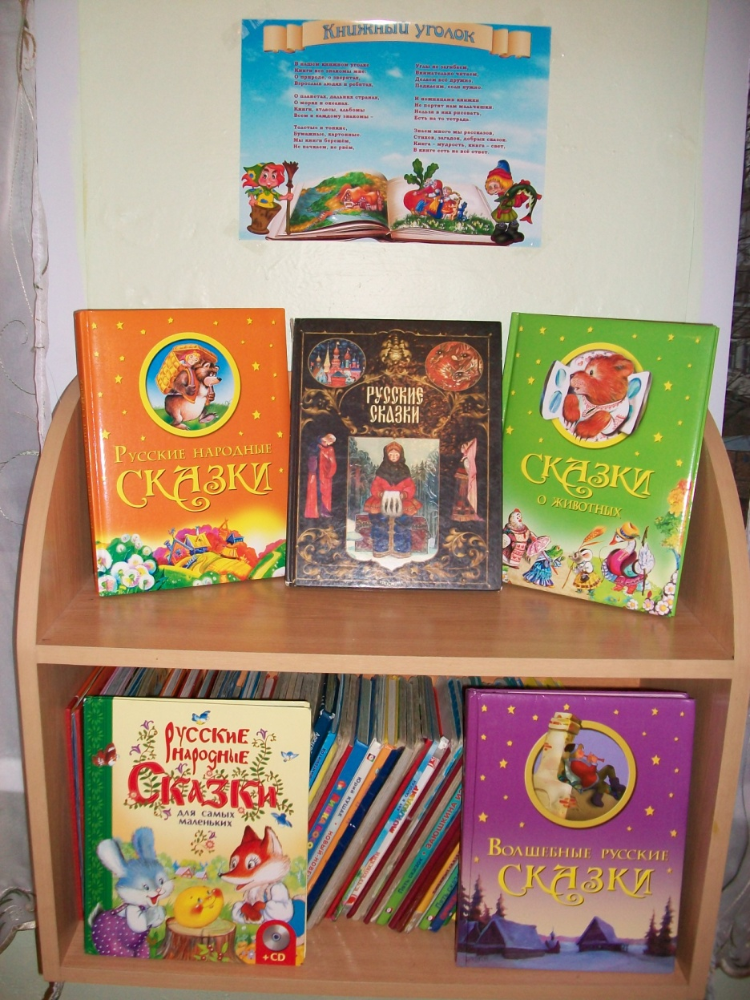 Книжный уголок
В нашем книжном уголке
Книги все знакомы мне:
О природе, о зверятах,
Взрослых людях и ребятах,
О планетах, дальних странах,
О морях и океанах.
Книги, атласы, альбомы
Всем и каждому знакомы –
Толстые и тонкие,
Бумажные, картонные.
Мы книги бережём,
Не пачкаем, не рвём,
Углы не загибаем,
Внимательно читаем,
Делаем всё дружно,
Подклеим, если нужно.
И ножницами книжки
Не портят нам мальчишки.
Нельзя в них рисовать,
Есть на то тетрадь.
Знаем много мы рассказов,
Стихов, загадок, добрых сказок.
Книга – мудрость, книга – свет,
В книге есть на всё ответ.
Русские народные
Сказки
Русские
сказки
Сказки
о животных
Русские
народные
Сказки
для самых
маленьких
+CD
ЗАЮШКИНА
Волшебные русские
Сказки